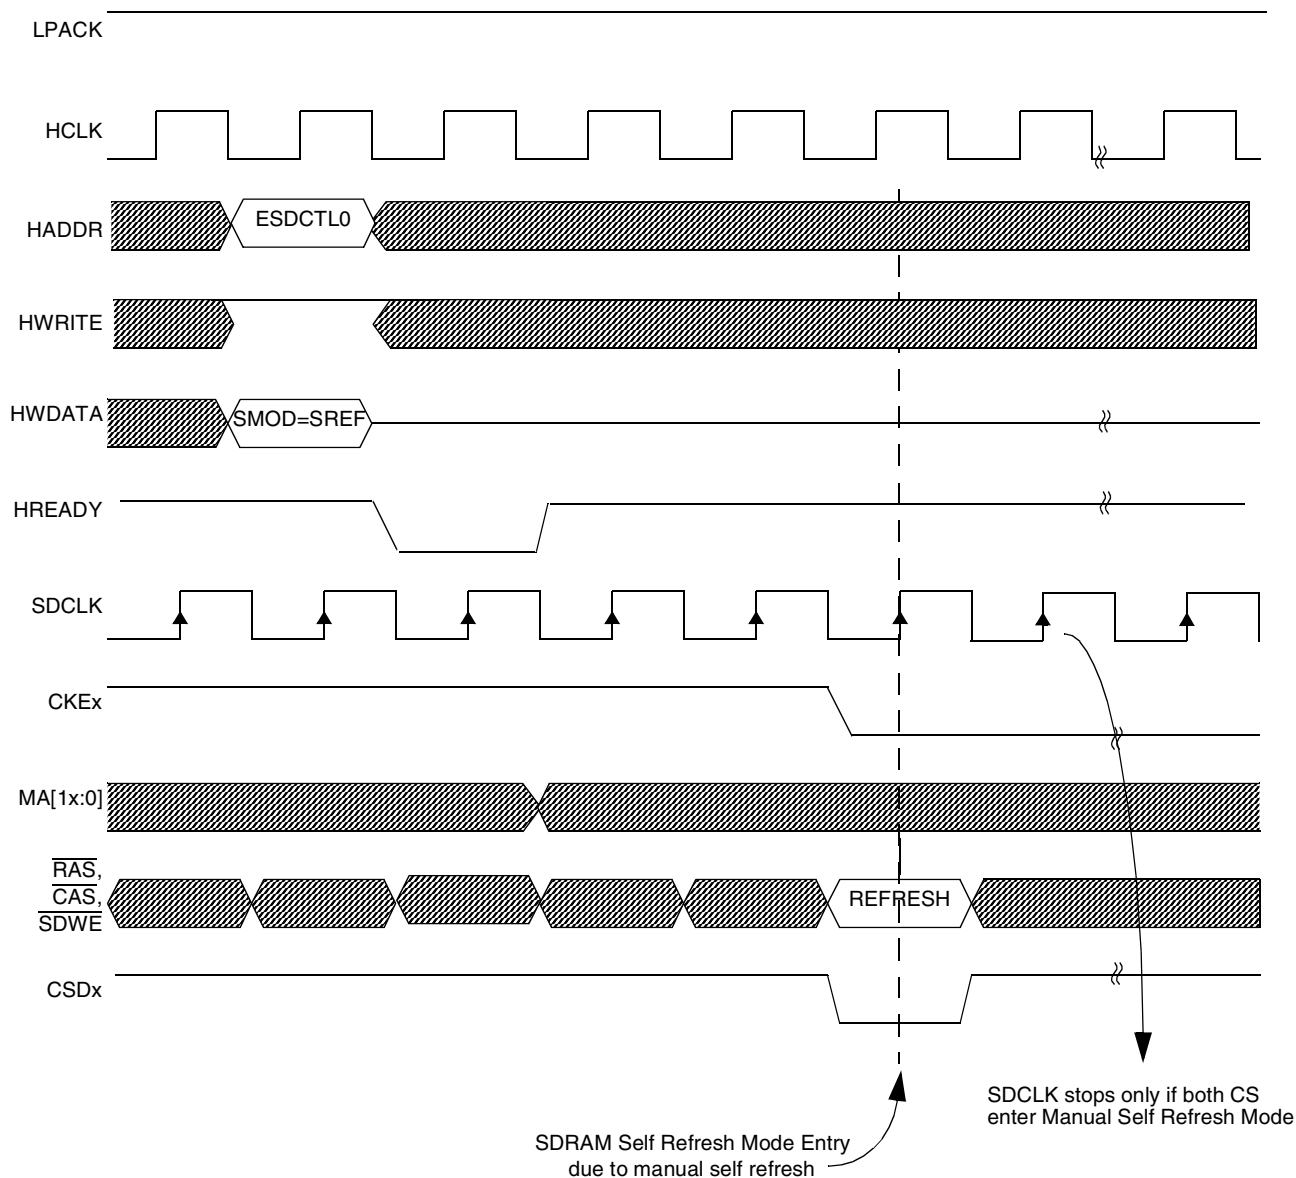 LPACK
HCLK
HADDR
ESDCTL0
HWRITE
HWDATA
SMOD=SREF
HREADY
SDCLK
CKEx
MA[1x:0]
RAS,
CAS,
SDWE
REFRESH
CSDx
SDCLK stops only if both CS
enter Manual Self Refresh Mode
SDRAM Self Refresh Mode Entry
due to manual self refresh